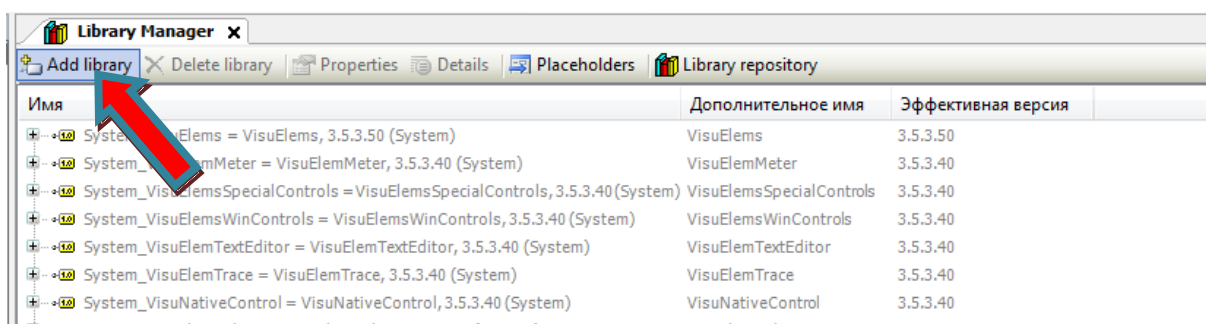 Library Manager x
Add library Delete library Properties Details Placeholders Library repository
Имя Дополнительное имя Эффективная версия
Elems = VisuElems, 3.5.3.50 (System) VisuElems 3.5.3.50
= VisuElemMeter, 3.5.3.40 (System) VisuElemMeter 3.5.3.40
System_VisuElemsSpecialControls = VisuElemsSpecialControls, 3.5.3.40 (System) VisuElemsSpecialControls 3.5.3.40
System_VisuElemsWinControls = VisuElemsWinControls, 3.5.3.40 (System) VisuElemsWinControls 3.5.3.40
System_VisuElemTextEditor = VisuElemTextEditor, 3.5.3.40 (System) VisuElemTextEditor 3.5.3.40
System_VisuElemTrace = VisuElemTrace, 3.5.3.40 (System) VisuElemTrace 3.5.3.40
System_VisuNativeControl = VisuNativeControl, 3.5.3.40 (System) VisuNativeControl 3.5.3.40